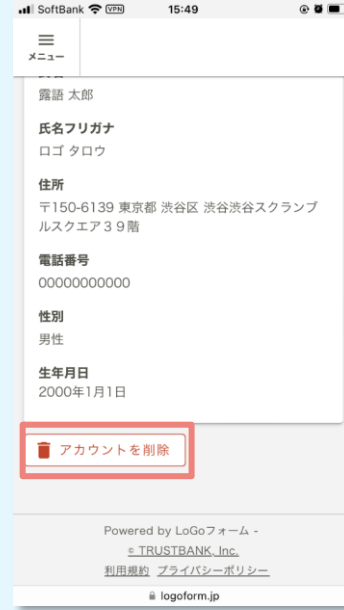 SoftBank VPN 15:49
メニュー
露語 太郎
氏名フリガナ
ロゴ タロウ
住所
〒150-6139 東京都 渋谷区 渋谷渋谷スクランブ
ルスクエア３９階
電話番号
00000000000
性別
男性
生年月日
2000年1月1日
アカウントを削除
Powered by LoGoフォーム -
© TRUSTBANK, Inc.
利用規約 プライバシーポリシー
logoform.jp